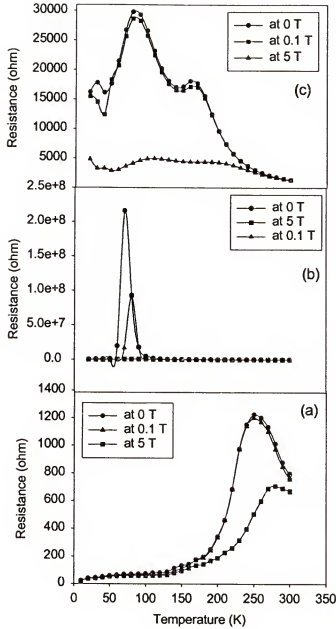 30000
25000
20000
15000
10000
5000
Resistance (ohm)
at 0 T
at 0.1 T
at 5 T
(c)
2.5e+8
2.0e+8
1.5e+8
1.0e+8
5.0e+7
0.0
Resistance (ohm)
at 0 T
at 5 T
at 0.1 T
(b)
1400
1200
1000
800
600
400
200
0
Resistance (ohm)
at 0 T
at 0.1 T
at 5 T
(a)
0 50 100 150 200 250 300 350
Temperature (K)